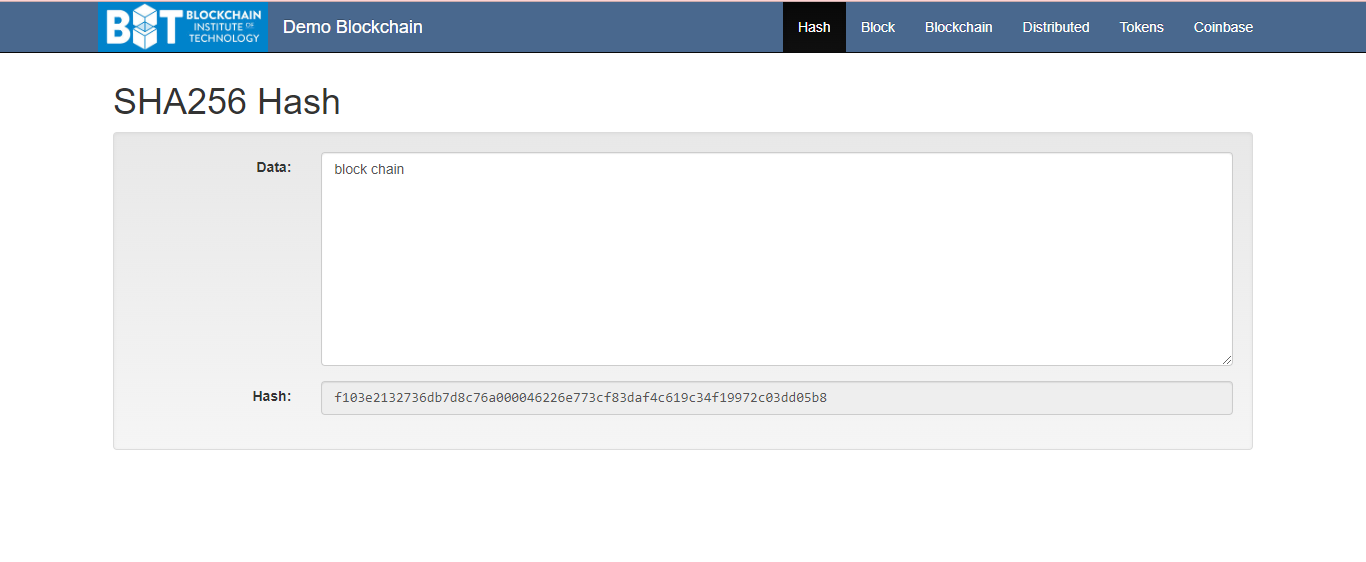 BIT BLOCKCHAIN
INSTITUTE OF
TECHNOLOGY
Demo Blockchain
Hash Block Blockchain Distributed Tokens Coinbase
SHA256 Hash
Data: block chain
Hash: f103e2132736db7d8c76a000046226e773cf83daf4c619c34f19972c03dd05b8